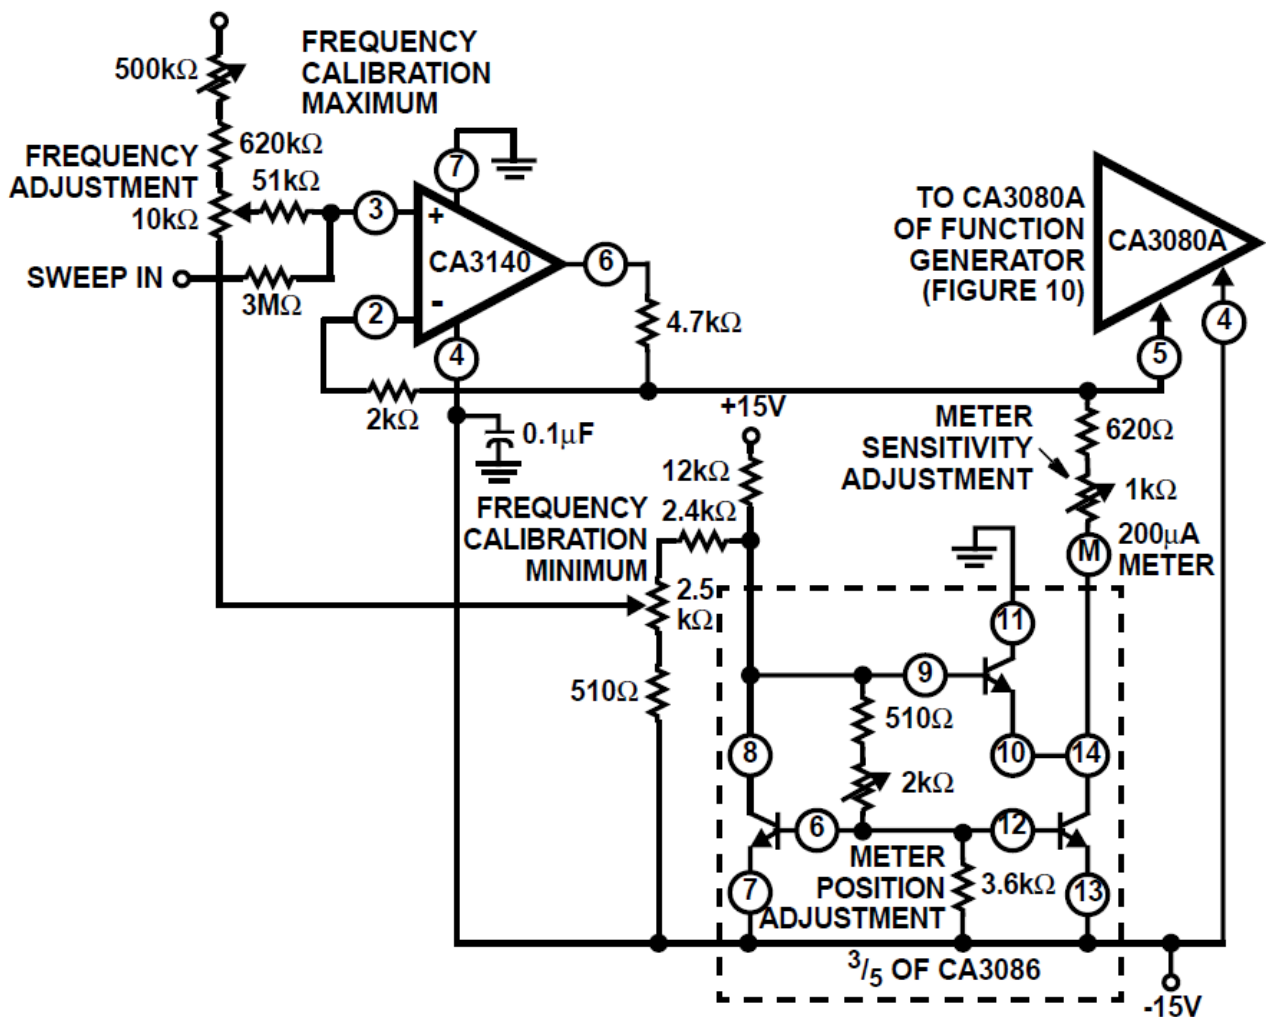 FREQUENCY
CALIBRATION
MAXIMUM
500kΩ
620kΩ
FREQUENCY
ADJUSTMENT
10kΩ
51kΩ
7
3
+
CA3140
6
SWEEP IN
3MΩ
-
2
4
4.7kΩ
2kΩ
0.1μF
TO CA3080A
OF FUNCTION
GENERATOR
(FIGURE 10)
CA3080A
4
5
+15V
12kΩ
2.4kΩ
FREQUENCY
CALIBRATION
MINIMUM
2.5
kΩ
510Ω
METER
SENSITIVITY
ADJUSTMENT
620Ω
1kΩ
M
200μA
METER
11
9
510Ω
8
10
14
2kΩ
6
12
METER
POSITION
ADJUSTMENT
7
3.6kΩ
13
3/5 OF CA3086
-15V